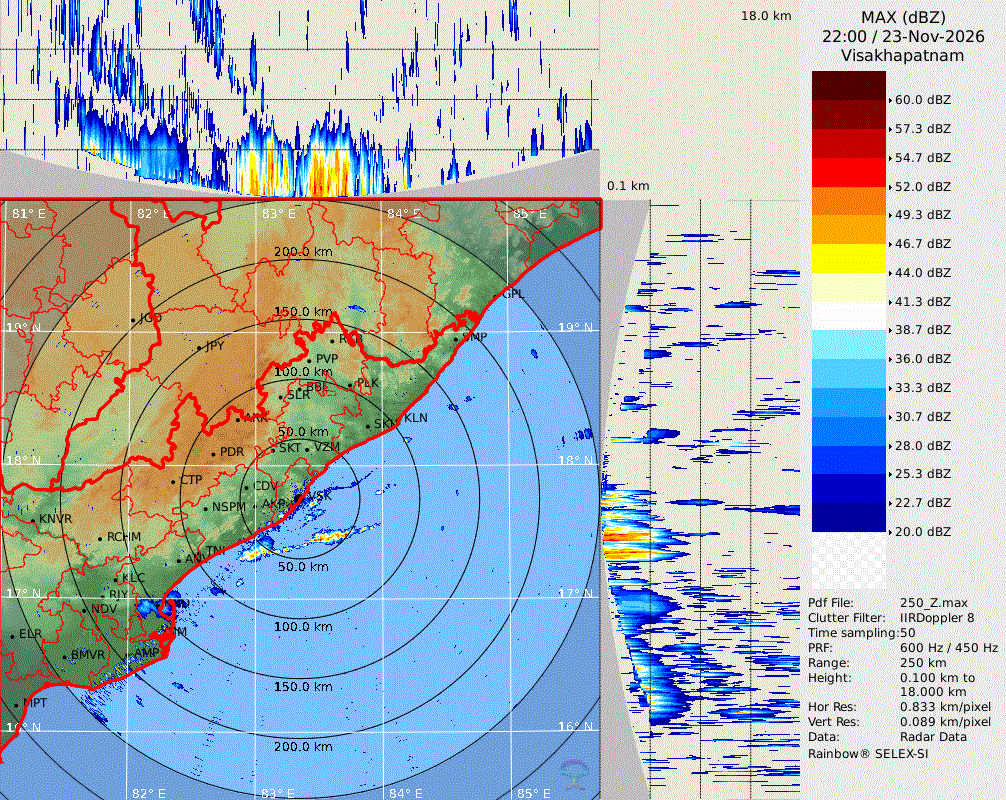 18.0 km
MAX (dBZ)
22:00 / 23-Nov-2026
Visakhapatnam
60.0 dBZ
57.3 dBZ
54.7 dBZ
52.0 dBZ
49.3 dBZ
46.7 dBZ
44.0 dBZ
41.3 dBZ
38.7 dBZ
36.0 dBZ
33.3 dBZ
30.7 dBZ
28.0 dBZ
25.3 dBZ
22.7 dBZ
20.0 dBZ
0.1 km
81° E
82° E
83° E
84° E
85° E
200.0 km
GPL
150.0 km
JGD
19° N
19° N
SMP
JPY
PVP
100.0 km
BBL
PLK
SLR
KLN
50.0 km
SKT
VZM
PDR
18° N
18° N
CTP
CDV
VSK
NSPM
AKP
KNVR
RCHM
TNI
50.0 km
KLC
RJY
17° N
17° N
NDV
100.0 km
ELR
BMVR
AMP
150.0 km
MPT
16° N
16° N
200.0 km
82° E
83° E
84° E
85° E
Pdf File: 250_Z.max
Clutter Filter: IIRDoppler 8
Time sampling:50
PRF: 600 Hz / 450 Hz
Range: 250 km
Height: 0.100 km to
18.000 km
Hor Res: 0.833 km/pixel
Vert Res: 0.089 km/pixel
Data: Radar Data
Rainbow® SELEX-SI